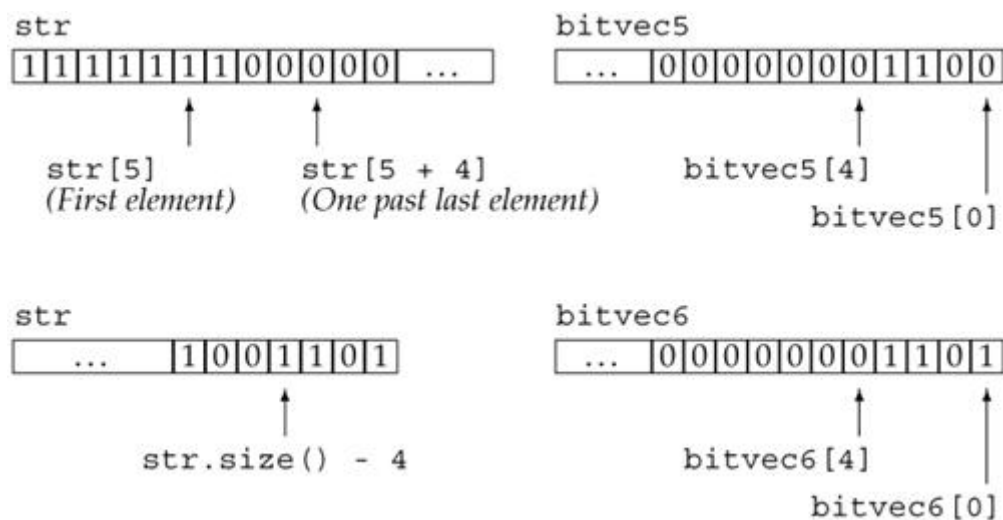 str
bitvec5
1 1 1 1 1 1 1 0 0 0 0 0 ...
... 0 0 0 0 0 0 0 1 1 0 0
str[5]
(First element)
str[5 + 4]
(One past last element)
bitvec5[4]
bitvec5[0]
str
bitvec6
... 1 0 0 1 1 0 1
... 0 0 0 0 0 0 0 1 1 0 1
str.size() - 4
bitvec6[4]
bitvec6[0]